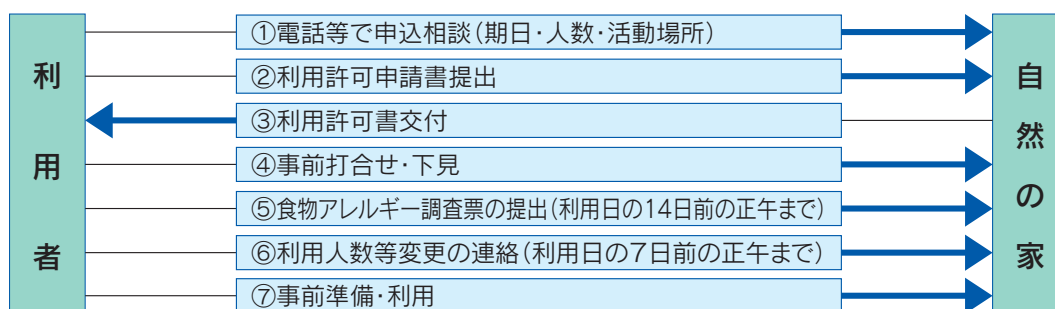 利用者
①電話等で申込相談（期日・人数・活動場所）
②利用許可申請書提出
③利用許可書交付
④事前打合せ・下見
⑤食物アレルギー調査票の提出（利用日の14日前の正午まで）
⑥利用人数等変更の連絡（利用日の7日前の正午まで）
⑦事前準備・利用
自然の家